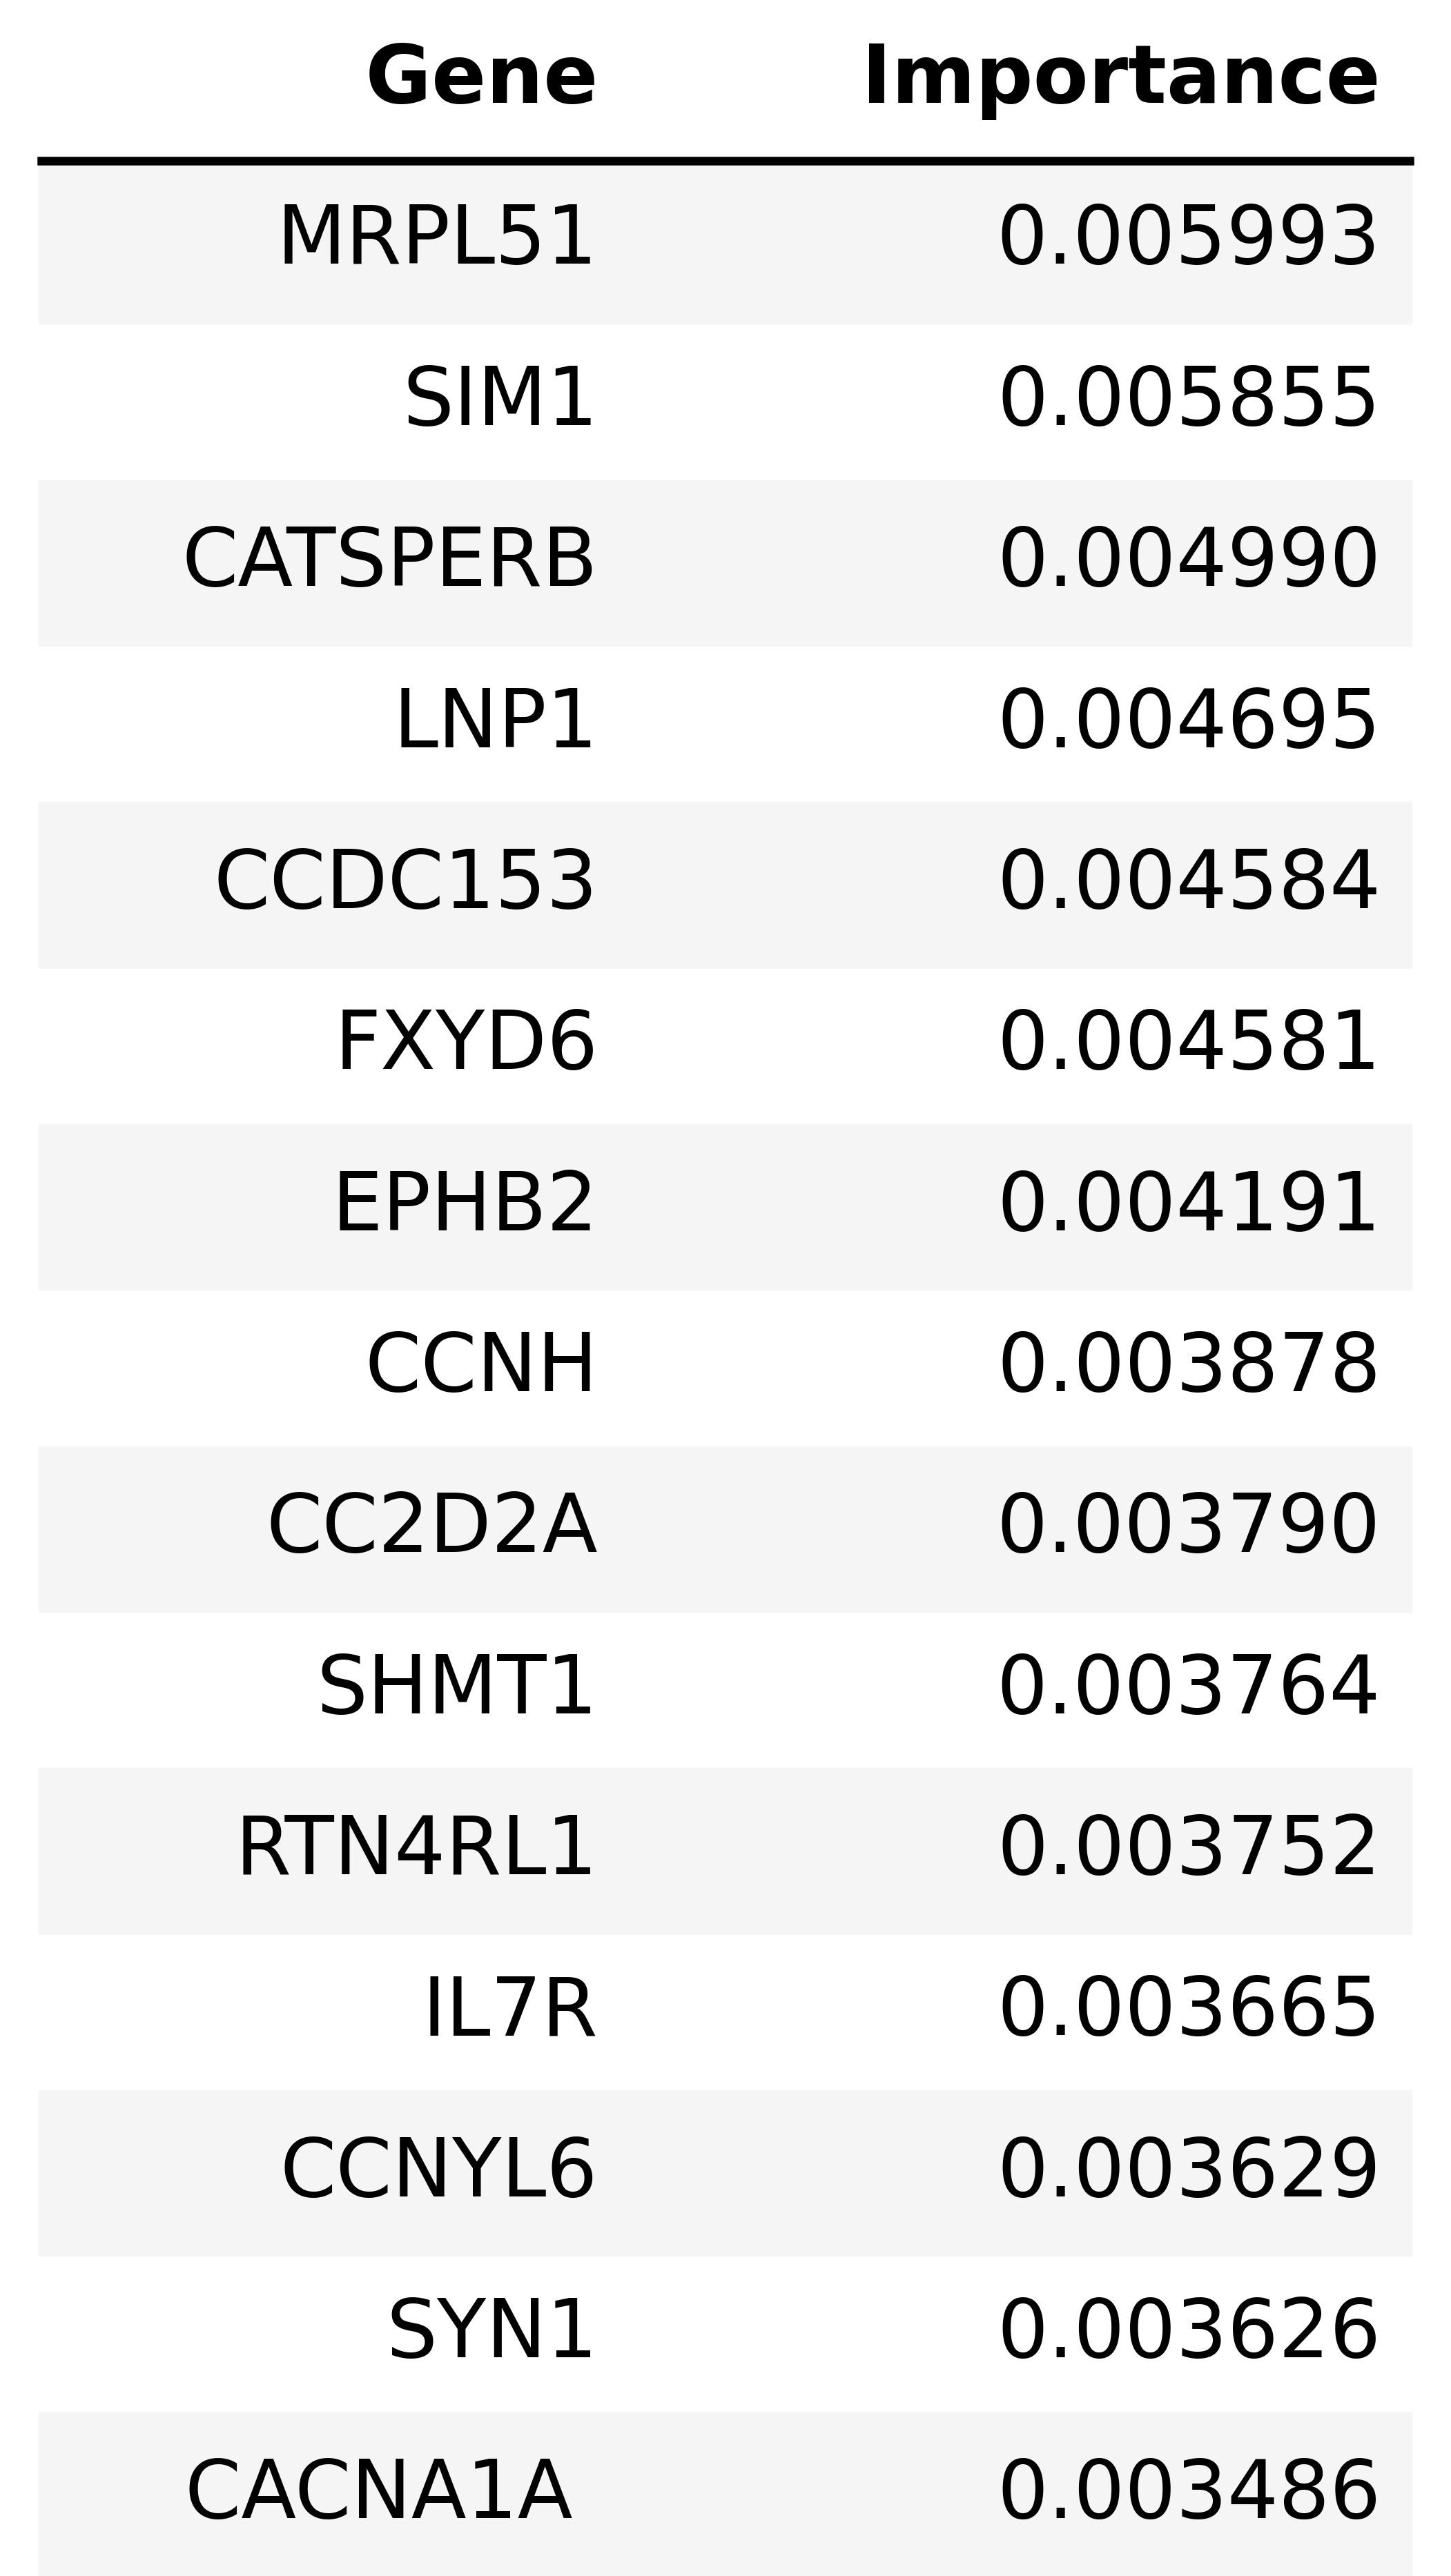 Gene Importance
MRPL51 0.005993
SIM1 0.005855
CATSPERB 0.004990
LNP1 0.004695
CCDC153 0.004584
FXYD6 0.004581
EPHB2 0.004191
CCNH 0.003878
CC2D2A 0.003790
SHMT1 0.003764
RTN4RL1 0.003752
IL7R 0.003665
CCNYL6 0.003629
SYN1 0.003626
CACNA1A 0.003486